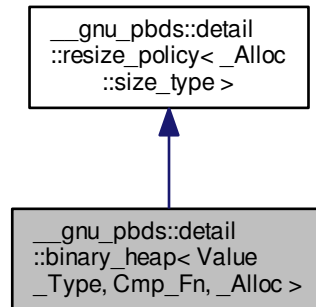 __gnu_pbds::detail
::resize_policy< _Alloc
::size_type >
__gnu_pbds::detail
::binary_heap< Value
_Type, Cmp_Fn, _Alloc >